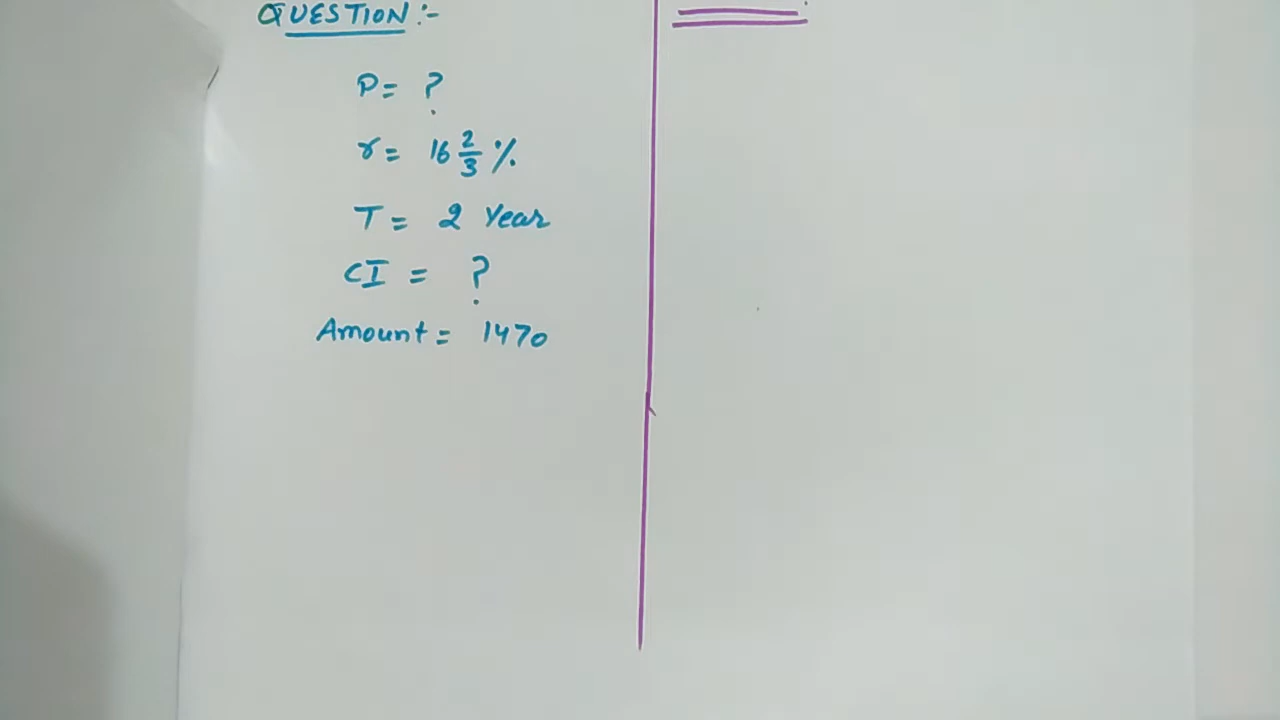 QUESTION :-
P = ?
r = 16 2/3 %
T = 2 Year
CI = ?
Amount = 1470